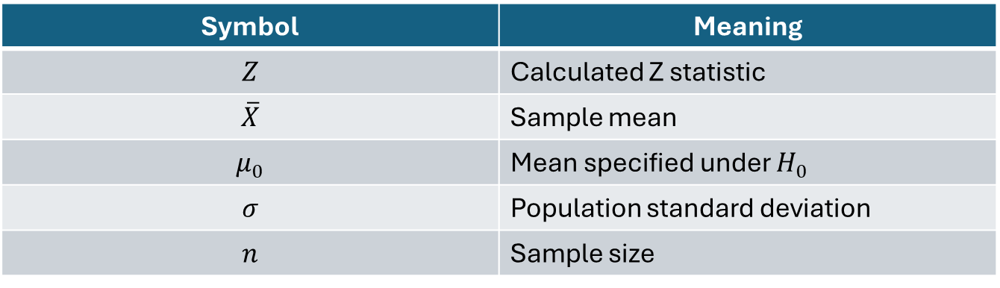 Symbol Meaning
Z Calculated Z statistic
X̄ Sample mean
μ₀ Mean specified under H₀
σ Population standard deviation
n Sample size